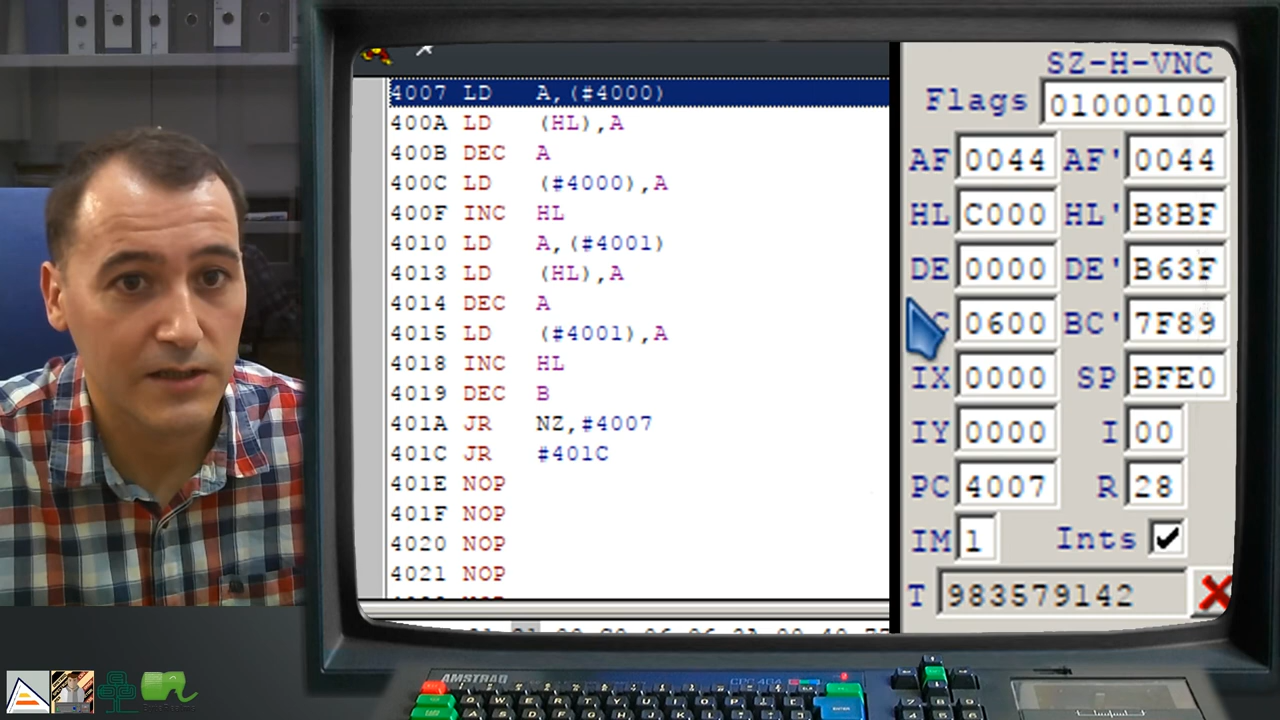 4007 LD A,(#4000)
400A LD (HL),A
400B DEC A
400C LD (#4000),A
400F INC HL
4010 LD A,(#4001)
4013 LD (HL),A
4014 DEC A
4015 LD (#4001),A
4018 INC HL
4019 DEC B
401A JR NZ,#4007
401C JR #401C
401E NOP
401F NOP
4020 NOP
4021 NOP
SZ-H-VNC
Flags 01000100
AF 0044 AF' 0044
HL C000 HL' B8BF
DE 0000 DE' B63F
C 0600 BC' 7F89
IX 0000 SP BFE0
IY 0000 I 00
PC 4007 R 28
IM 1 Ints
T 983579142
AMSTRAD